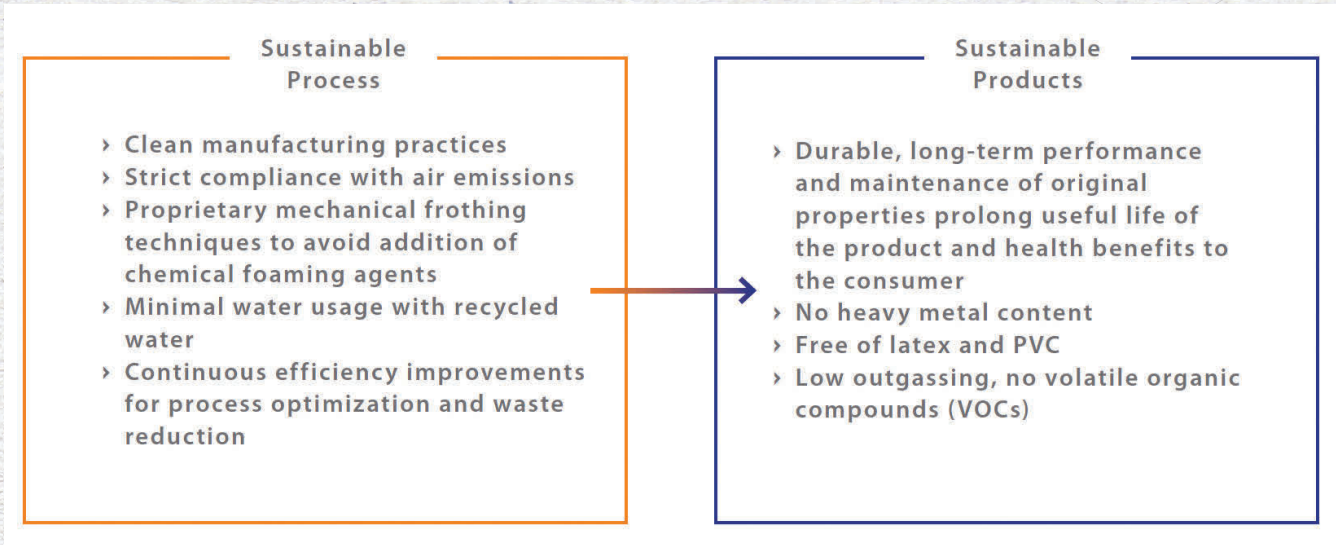 Sustainable
Process
› Clean manufacturing practices
› Strict compliance with air emissions
› Proprietary mechanical frothing
techniques to avoid addition of
chemical foaming agents
› Minimal water usage with recycled
water
› Continuous efficiency improvements
for process optimization and waste
reduction
Sustainable
Products
› Durable, long-term performance
and maintenance of original
properties prolong useful life of
the product and health benefits to
the consumer
› No heavy metal content
› Free of latex and PVC
› Low outgassing, no volatile organic
compounds (VOCs)